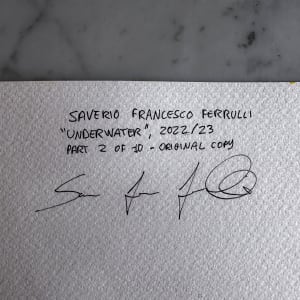 SAVERIO FRANCESCO FERRULLI
"UNDERWATER", 2022/23
PART 2 OF 10 - ORIGINAL COPY